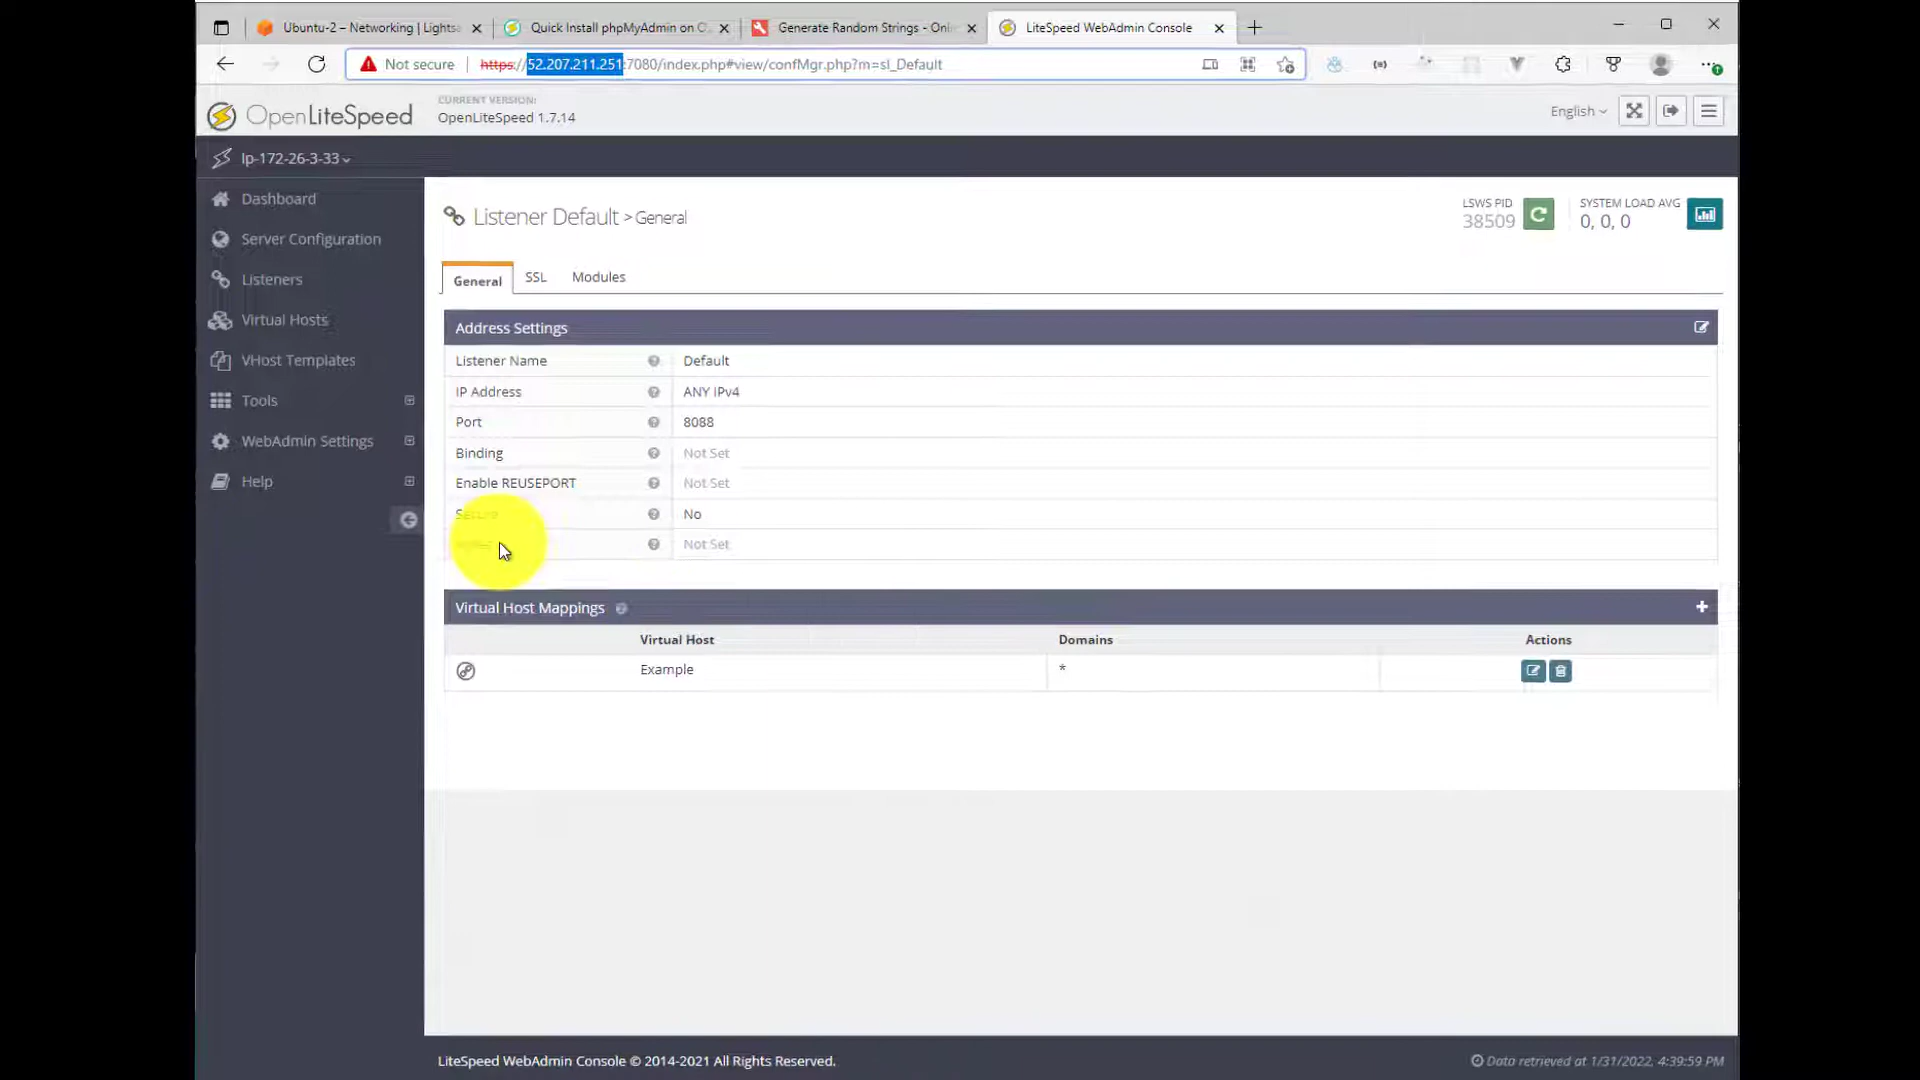 Ubuntu-2 – Networking | Lights
Quick Install phpMyAdmin on O
Generate Random Strings - Onli
LiteSpeed WebAdmin Console
Not secure
https://52.207.211.251:7080/index.php#view/confMgr.php?m=sl_Default
OpenLiteSpeed
CURRENT VERSION:
OpenLiteSpeed 1.7.14
English
Ip-172-26-3-33
Dashboard
Server Configuration
Listeners
Virtual Hosts
VHost Templates
Tools
WebAdmin Settings
Help
Listener Default > General
LSWS PID
38509
SYSTEM LOAD AVG
0, 0, 0
General
SSL
Modules
Address Settings
Listener Name Default
IP Address ANY IPv4
Port 8088
Binding Not Set
Enable REUSEPORT Not Set
Secure No
Not Set
Virtual Host Mappings
Virtual Host Domains Actions
Example *
LiteSpeed WebAdmin Console © 2014-2021 All Rights Reserved.
Data retrieved at 1/31/2022, 4:39:59 PM